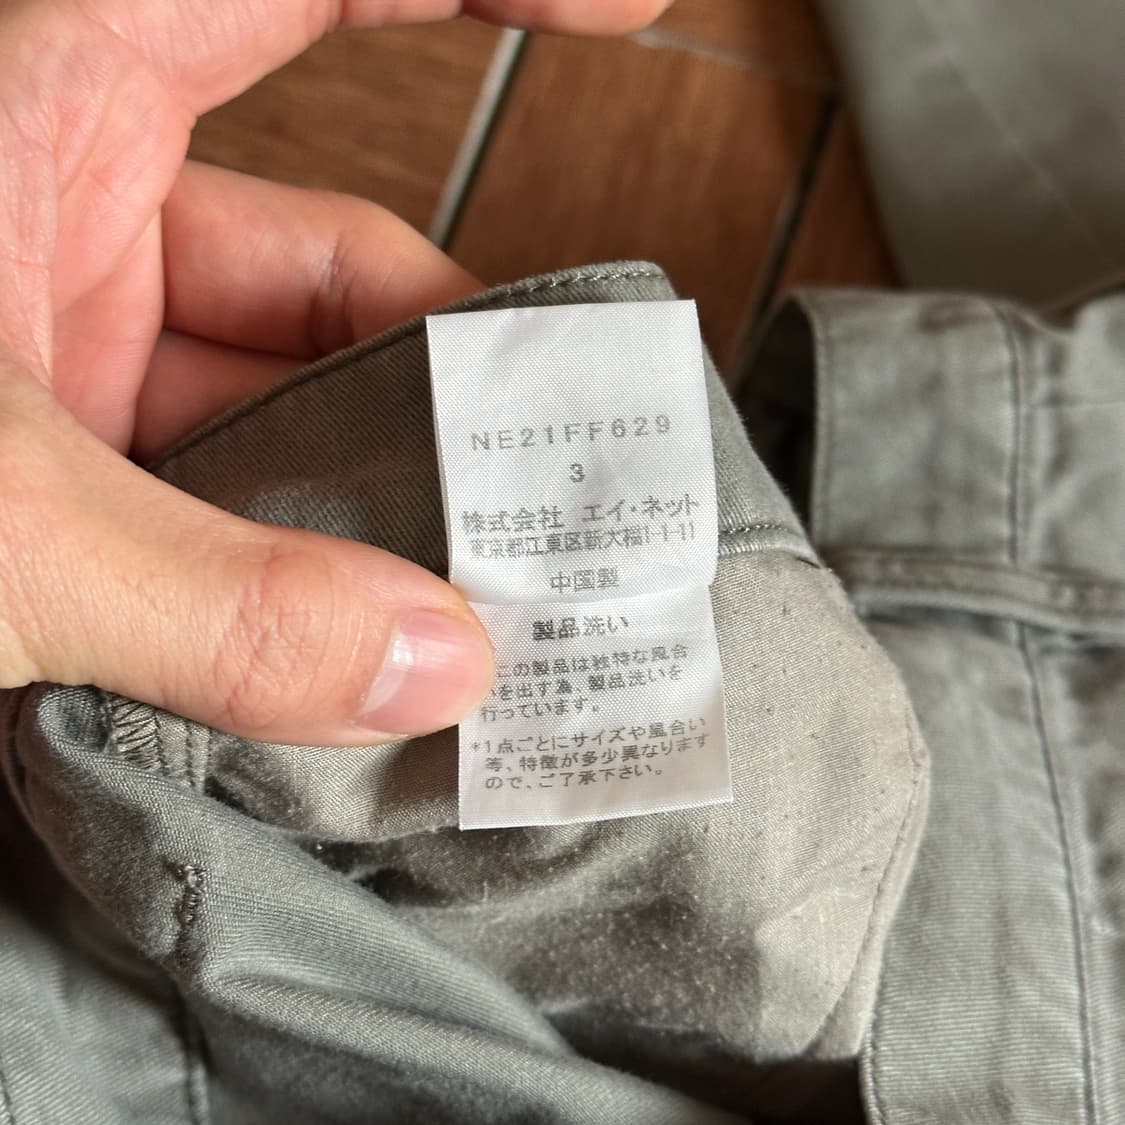 NE21FF629
3
株式会社 エイ・ネット
東京都江東区新大橋1-1-11
中国製
製品洗い
この製品は独特な風合
いを出す為、製品洗いを
行っています。
*1点ごとにサイズや風合い
等、特徴が多少異なります
ので、ご了承下さい。